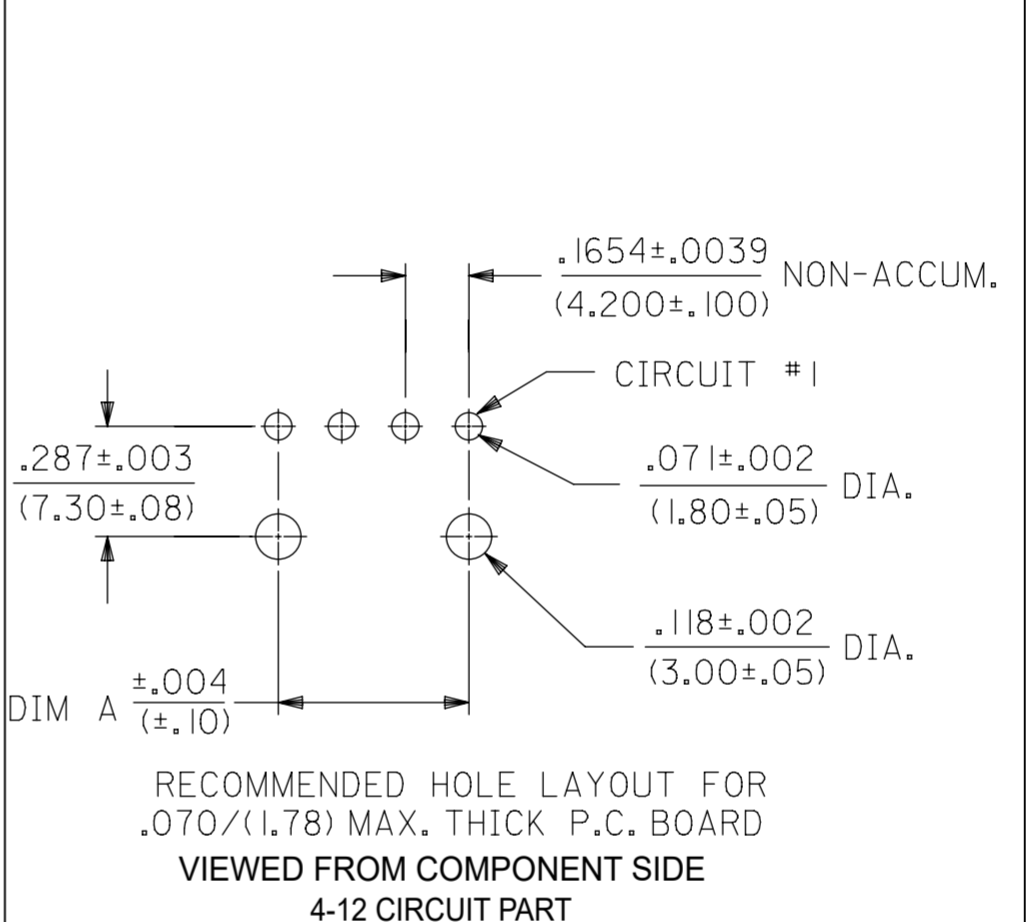 .1654±.0039
(4.200±.100)
NON-ACCUM.
CIRCUIT #1
.287±.003
(7.30±.08)
.071±.002
(1.80±.05)
DIA.
.118±.002
(3.00±.05)
DIA.
DIM A
±.004
(±.10)
RECOMMENDED HOLE LAYOUT FOR
.070/(1.78) MAX. THICK P.C. BOARD
VIEWED FROM COMPONENT SIDE
4-12 CIRCUIT PART